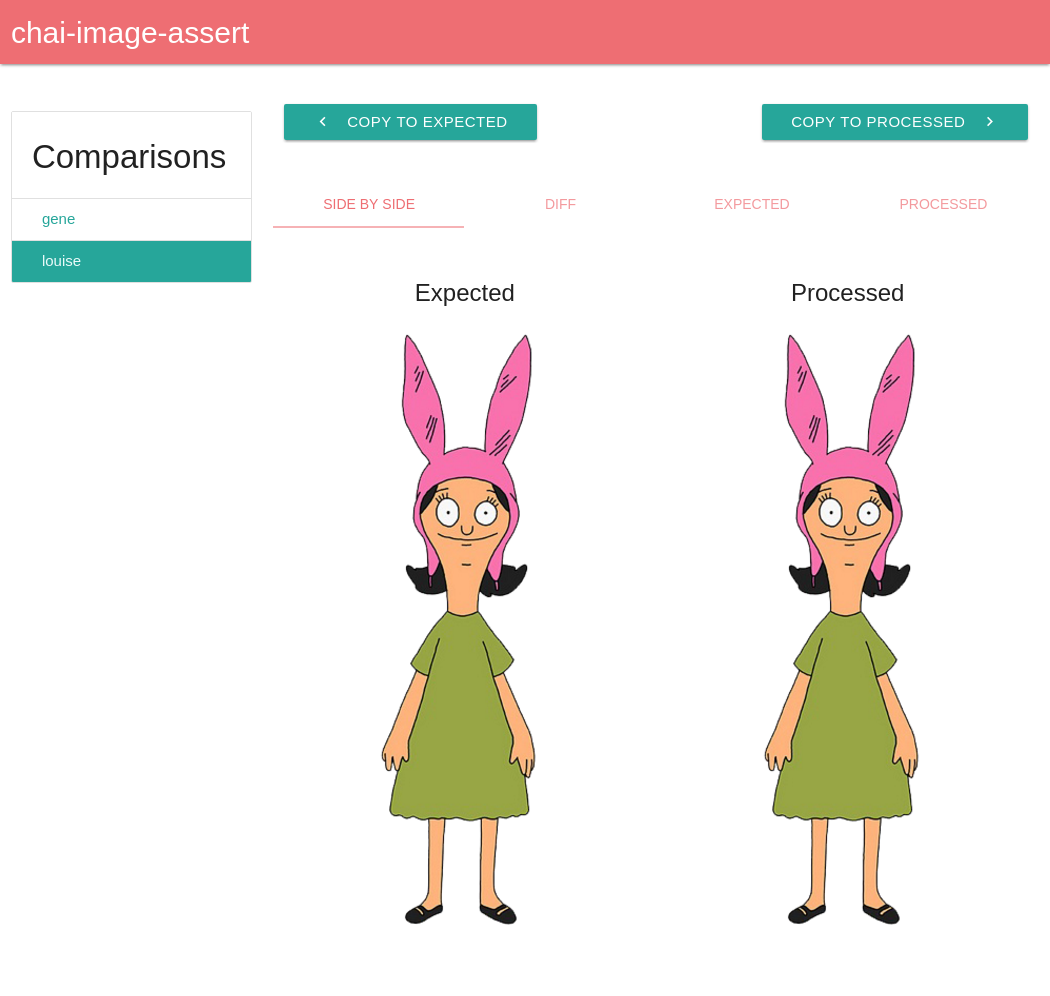 chai-image-assert
COPY TO EXPECTED
COPY TO PROCESSED
Comparisons
gene
louise
SIDE BY SIDE
DIFF
EXPECTED
PROCESSED
Expected
Processed